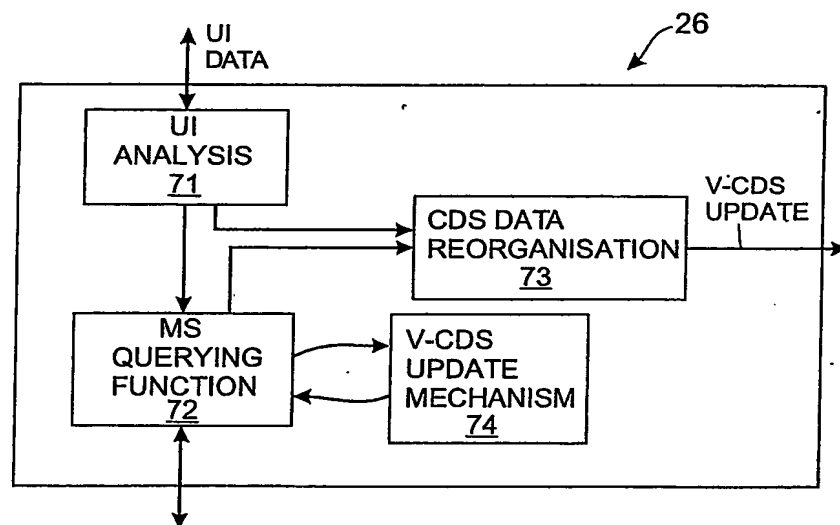 UI
DATA
26
UI
ANALYSIS
71
V-CDS
UPDATE
CDS DATA
REORGANISATION
73
MS
QUERYING
FUNCTION
72
V-CDS
UPDATE
MECHANISM
74